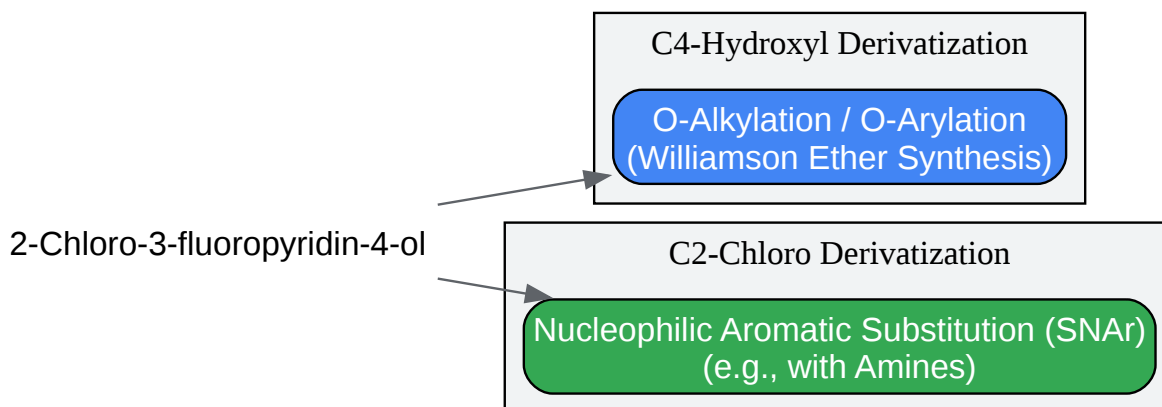 C4-Hydroxyl Derivatization
O-Alkylation / O-Arylation
(Williamson Ether Synthesis)
2-Chloro-3-fluoropyridin-4-ol
C2-Chloro Derivatization
Nucleophilic Aromatic Substitution (SNAr)
(e.g., with Amines)